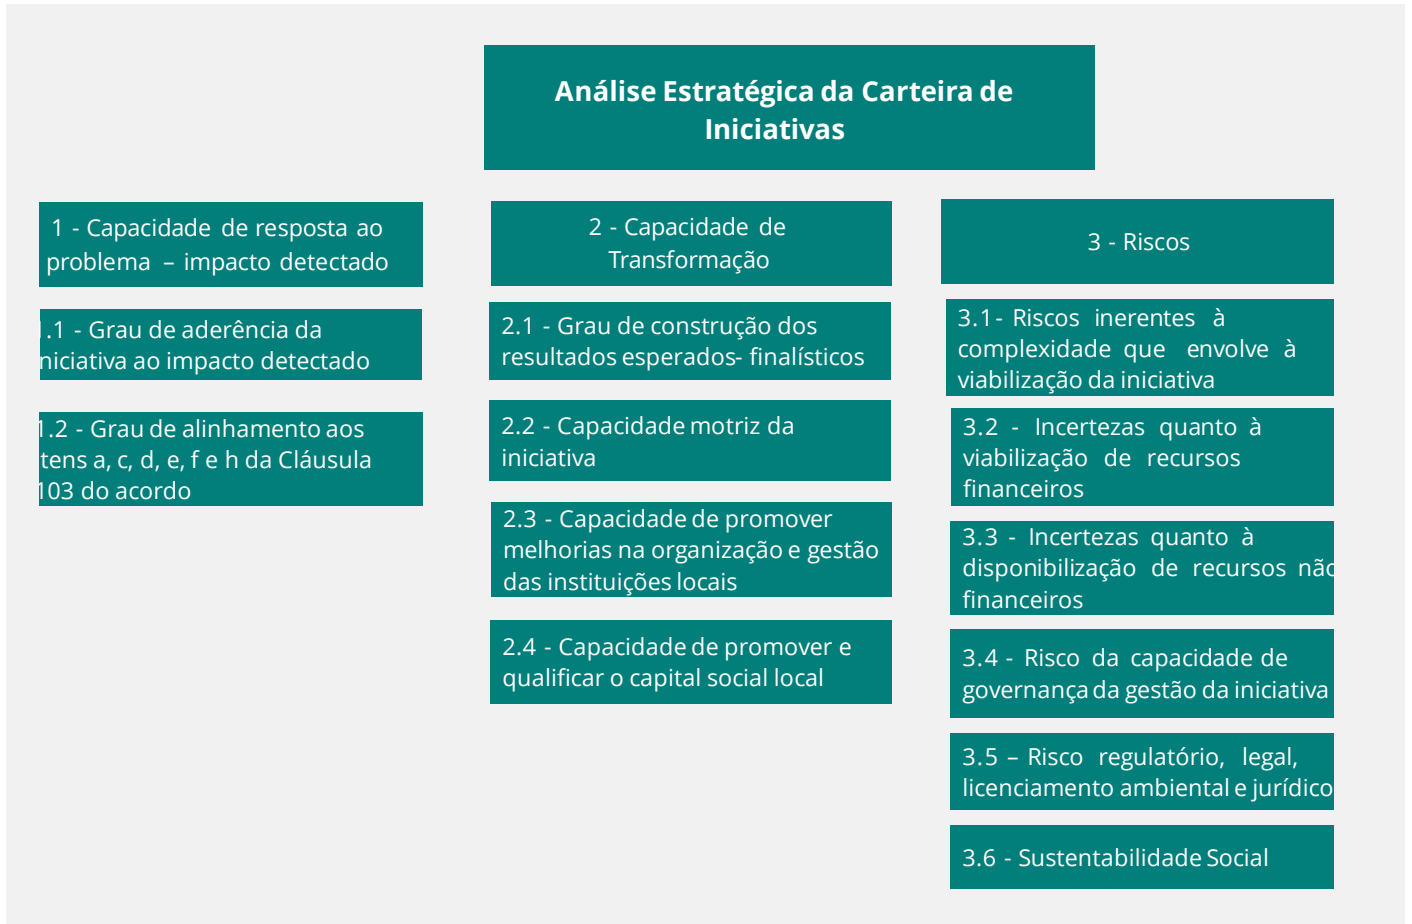 Análise Estratégica da Carteira de
Iniciativas
1 - Capacidade de resposta ao
problema – impacto detectado
1.1 - Grau de aderência da
iniciativa ao impacto detectado
1.2 - Grau de alinhamento aos
itens a, c, d, e, f e h da Cláusula
103 do acordo
2 - Capacidade de
Transformação
2.1 - Grau de construção dos
resultados esperados- finalísticos
2.2 - Capacidade motriz da
iniciativa
2.3 - Capacidade de promover
melhorias na organização e gestão
das instituições locais
2.4 - Capacidade de promover e
qualificar o capital social local
3 - Riscos
3.1- Riscos inerentes à
complexidade que envolve à
viabilização da iniciativa
3.2 - Incertezas quanto à
viabilização de recursos
financeiros
3.3 - Incertezas quanto à
disponibilização de recursos não
financeiros
3.4 - Risco da capacidade de
governança da gestão da iniciativa
3.5 – Risco regulatório, legal,
licenciamento ambiental e jurídico
3.6 - Sustentabilidade Social